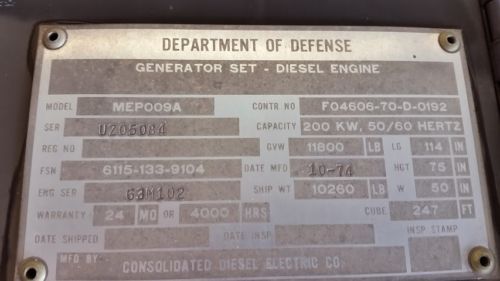 DEPARTMENT OF DEFENSE
GENERATOR SET - DIESEL ENGINE
MODEL MEP009A CONTR. NO F04606-70-D-0192
SER UZ05084 CAPACITY 200 KW, 50/60 HERTZ
REG NO GVW 11800 LB LG 114 IN
FSN 6115-133-9104 DATE MFD 10-74 HGT 75 IN
ENG SER 63M102 SHIP WT 10260 LB W 50 IN
WARRANTY 24 MO OR 4000 HRS CUBE 247 FT
DATE SHIPPED DATE INSP INSP STAMP
MFD BY CONSOLIDATED DIESEL ELECTRIC CO.